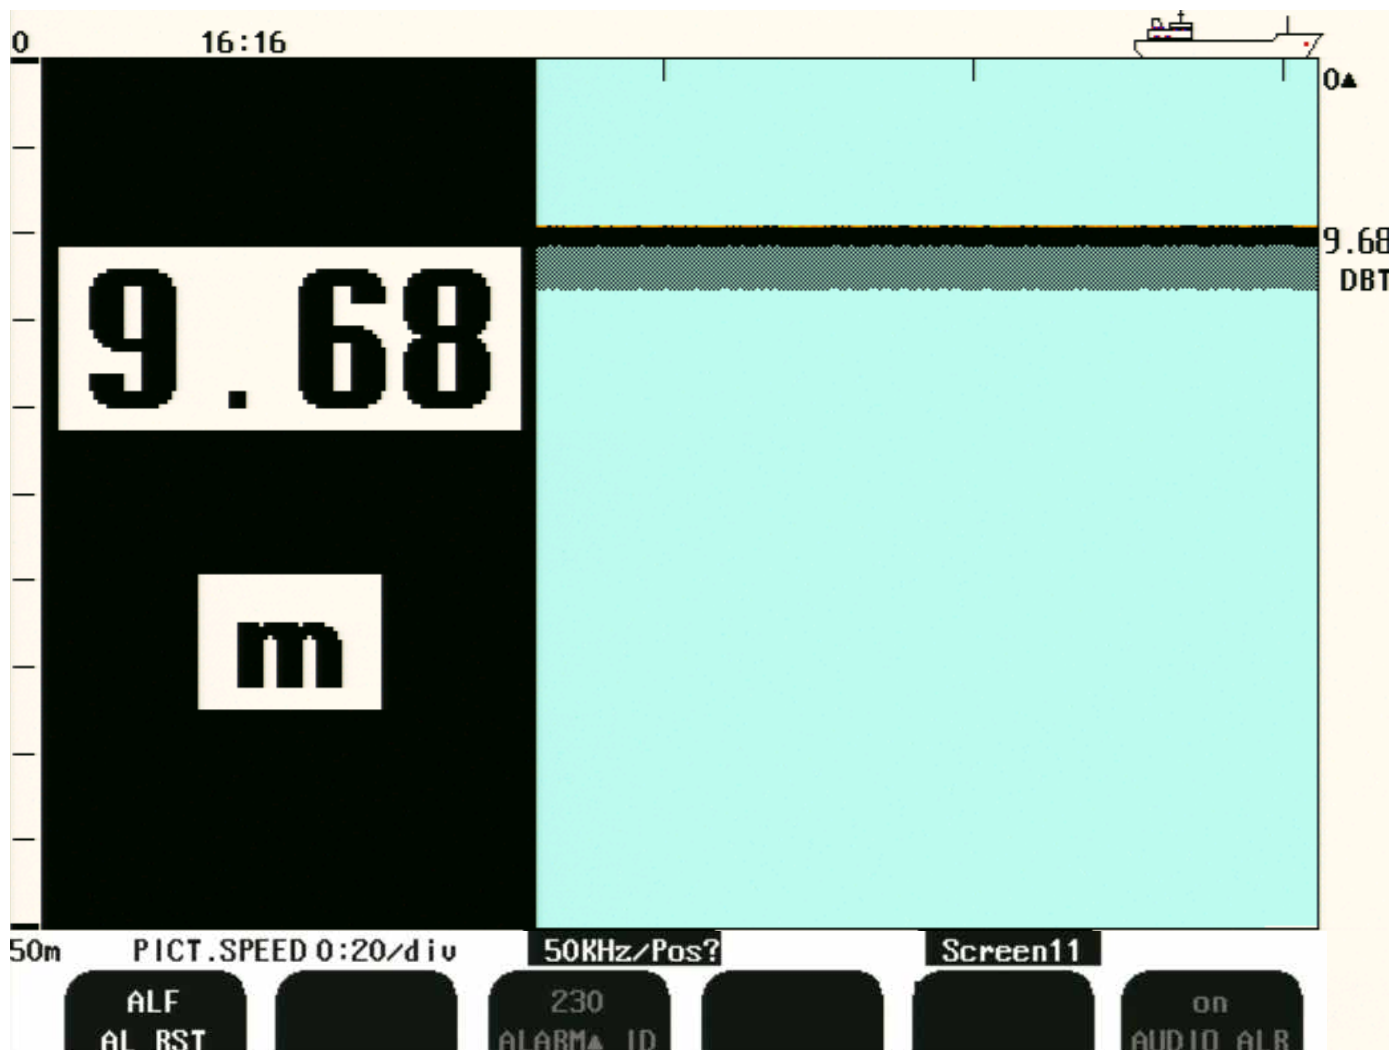 0 16:16
0▲
9.68
DBT
9.68
m
50m PICT.SPEED 0:20/div 50KHz/Pos? Screen11
ALF 230 on
AL RST ALARM▲ ID AUDIO ALR